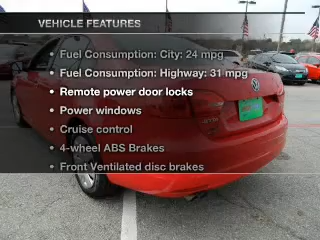 VEHICLE FEATURES
Fuel Consumption: City: 24 mpg
Fuel Consumption: Highway: 31 mpg
Remote power door locks
Power windows
Cruise control
4-wheel ABS Brakes
Front Ventilated disc brakes